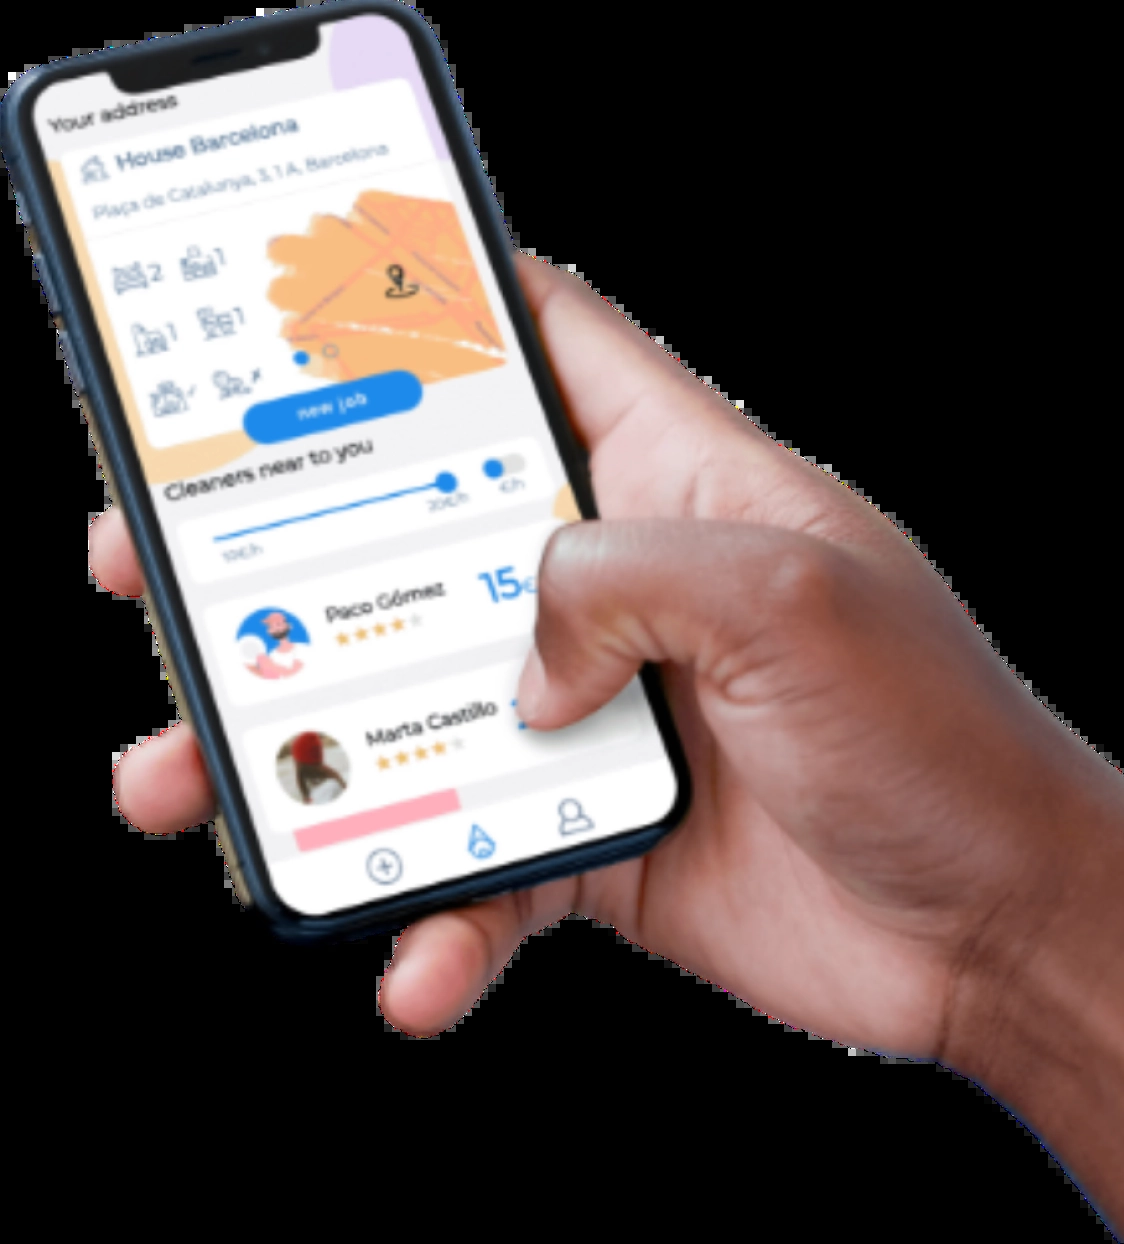 Your address
House Barcelona
Plaça de Catalunya, 3, 1 A, Barcelona
2 1
1 1
new job
Cleaners near to you
10€/h 20€/h €/h
Paco Gómez 15€
Marta Castillo